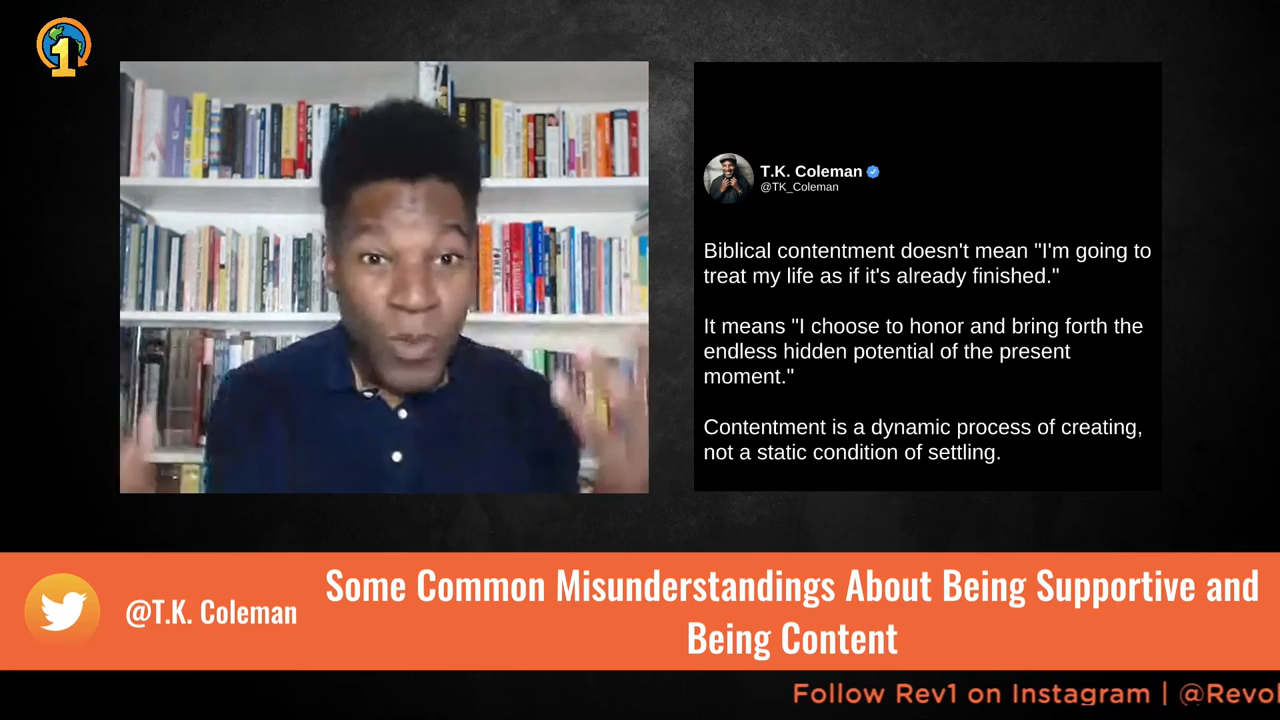 1
T.K. Coleman
@TK_Coleman
Biblical contentment doesn't mean "I'm going to
treat my life as if it's already finished."
It means "I choose to honor and bring forth the
endless hidden potential of the present
moment."
Contentment is a dynamic process of creating,
not a static condition of settling.
@T.K. Coleman
Some Common Misunderstandings About Being Supportive and
Being Content
Follow Rev1 on Instagram | @Revol